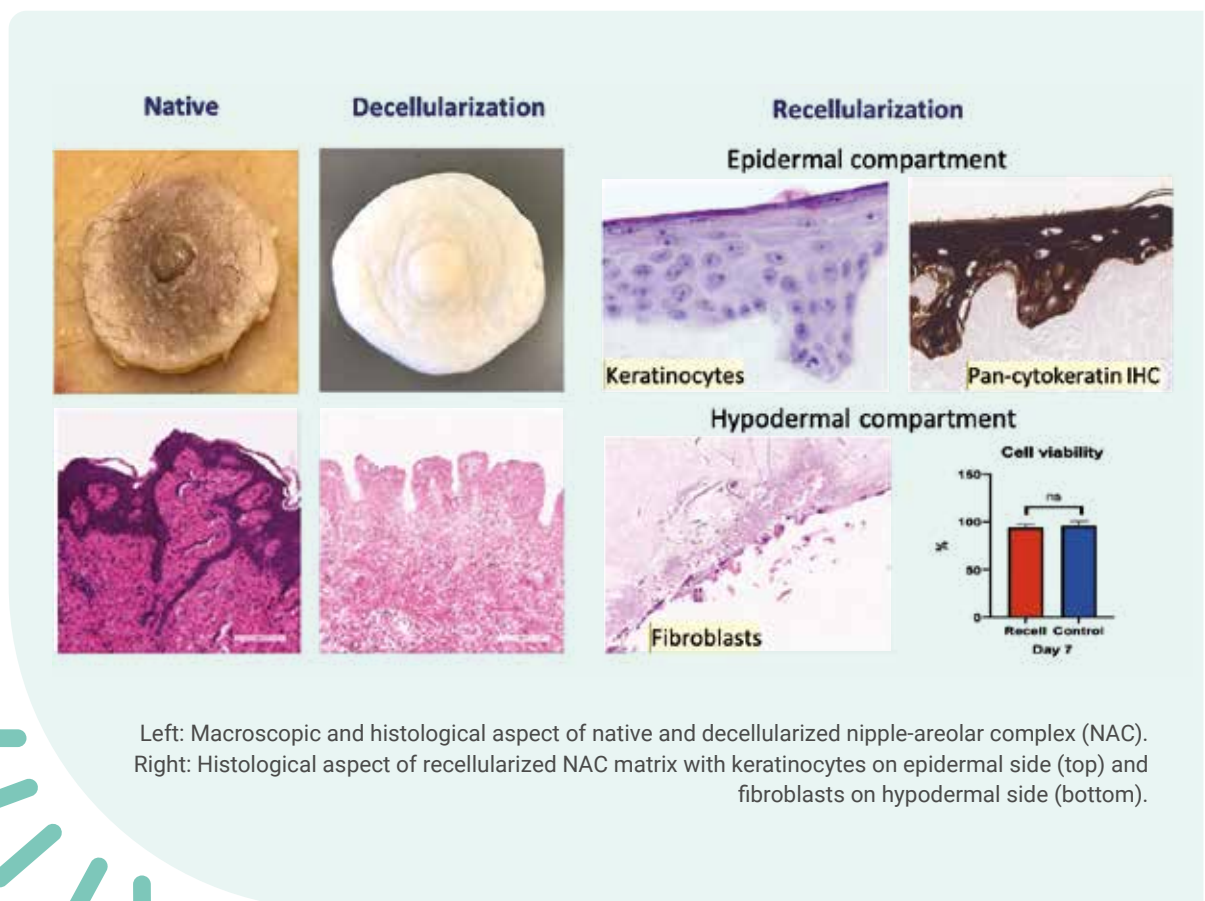 Native
Decellularization
Recellularization
Epidermal compartment
Keratinocytes
Pan-cytokeratin IHC
Hypodermal compartment
Fibroblasts
Cell viability
150
100
50
0
%
ns
Recell Control
Day 7
Left: Macroscopic and histological aspect of native and decellularized nipple-areolar complex (NAC).
Right: Histological aspect of recellularized NAC matrix with keratinocytes on epidermal side (top) and
fibroblasts on hypodermal side (bottom).